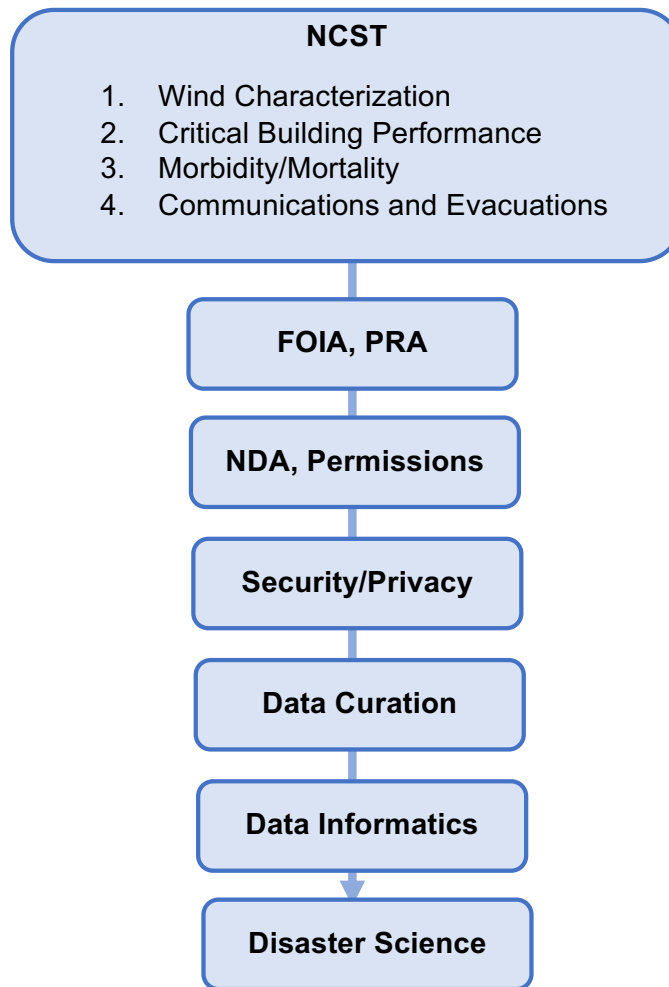 NCST
1. Wind Characterization
2. Critical Building Performance
3. Morbidity/Mortality
4. Communications and Evacuations
FOIA, PRA
NDA, Permissions
Security/Privacy
Data Curation
Data Informatics
Disaster Science